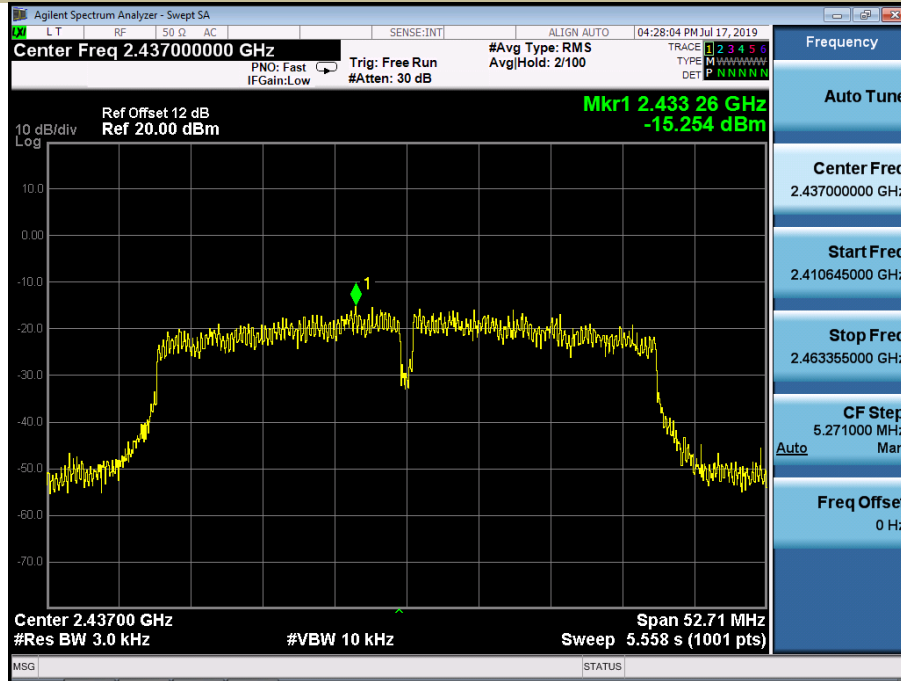 Agilent Spectrum Analyzer - Swept SA
LXI L T RF 50 Ω AC SENSE:INT ALIGN AUTO 04:28:04 PM Jul 17, 2019
Center Freq 2.437000000 GHz
PNO: Fast
IFGain:Low
Trig: Free Run
#Atten: 30 dB
#Avg Type: RMS
Avg|Hold: 2/100
TRACE 1 2 3 4 5 6
TYPE M WWWWW
DET P N N N N N
Ref Offset 12 dB
10 dB/div Ref 20.00 dBm
Log
Mkr1 2.433 26 GHz
-15.254 dBm
10.0
0.00
-10.0
-20.0
-30.0
-40.0
-50.0
-60.0
-70.0
1
Center 2.43700 GHz Span 52.71 MHz
#Res BW 3.0 kHz #VBW 10 kHz Sweep 5.558 s (1001 pts)
MSG STATUS
Frequency
Auto Tune
Center Freq
2.437000000 GHz
Start Freq
2.410645000 GHz
Stop Freq
2.463355000 GHz
CF Step
5.271000 MHz
Auto Man
Freq Offset
0 Hz